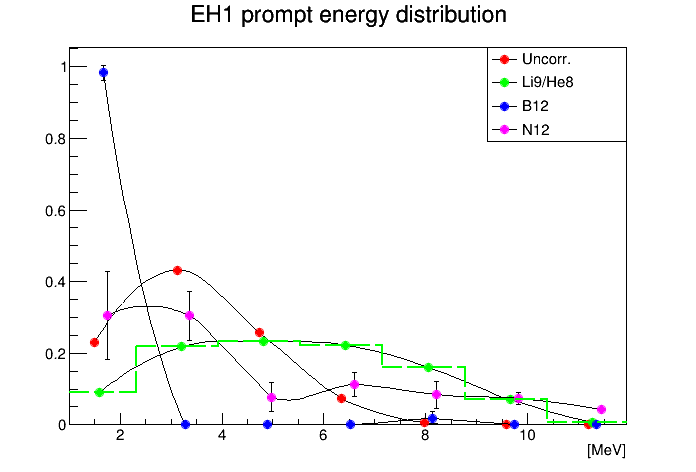 EH1 prompt energy distribution
Uncorr.
Li9/He8
B12
N12
1
0.8
0.6
0.4
0.2
0
2 4 6 8 10
[MeV]